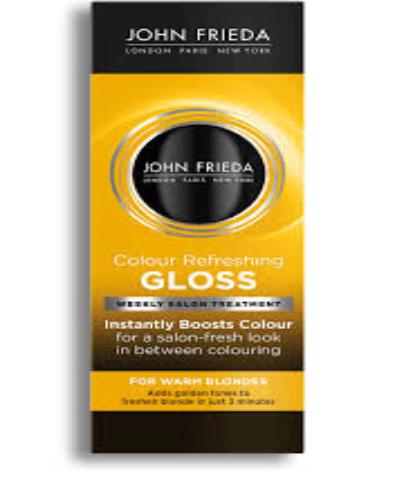 JOHN FRIEDA
LONDON PARIS NEW YORK
JOHN FRIEDA
LONDON PARIS NEW YORK
Colour Refreshing
GLOSS
WEEKLY SALON TREATMENT
Instantly Boosts Colour
for a salon-fresh look
in between colouring
FOR WARM BLONDES
Adds golden tones to
freshen blonde in just 3 minutes